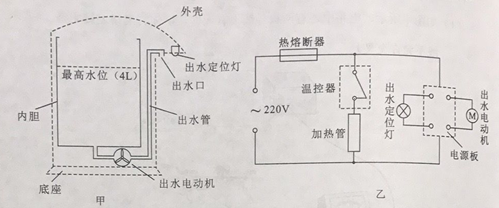 外壳
出水定位灯
最高水位（4L）
出水口
内胆
出水管
底座
出水电动机
甲
热熔断器
温控器
～220V
加热管
出水定位灯
M
出水电动机
电源板
乙